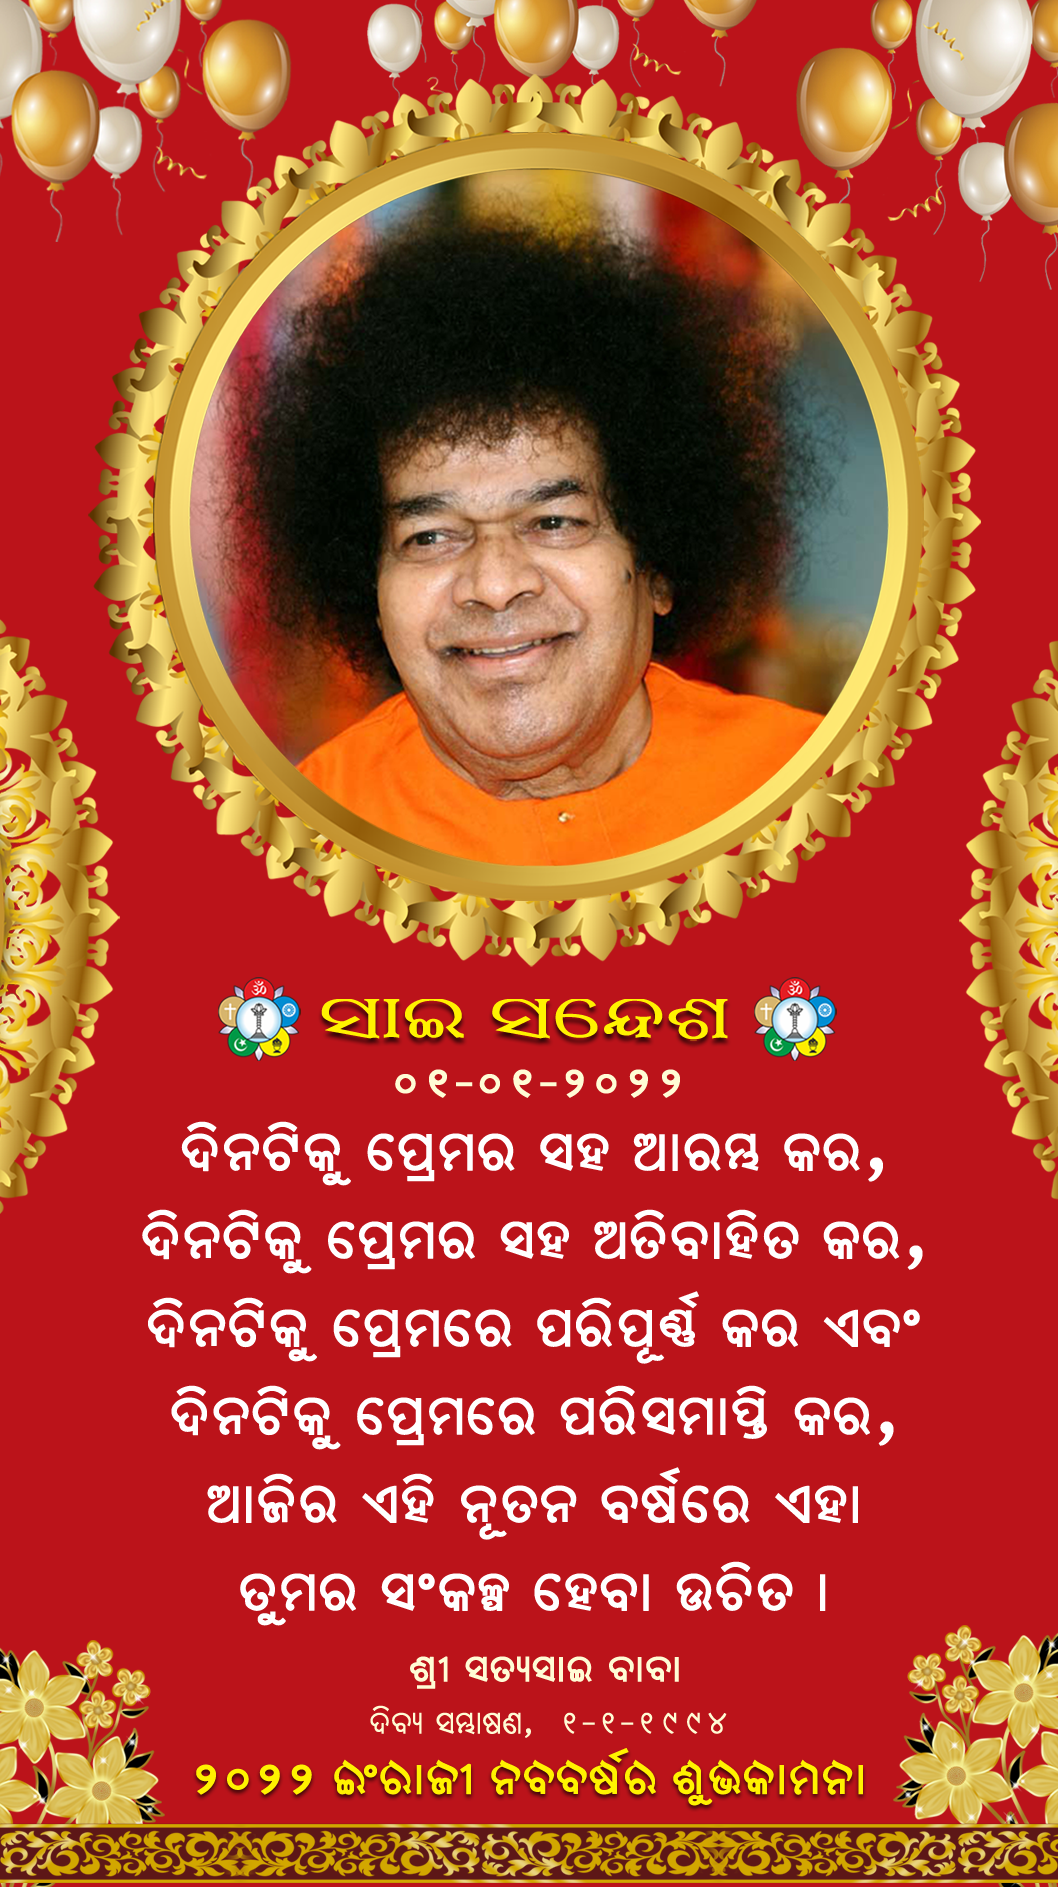 ସାଇ ସନ୍ଦେଶ
୦୧-୦୧-୨୦୨୨
ଦିନଟିକୁ ପ୍ରେମର ସହ ଆରମ୍ଭ କର,
ଦିନଟିକୁ ପ୍ରେମର ସହ ଅତିବାହିତ କର,
ଦିନଟିକୁ ପ୍ରେମରେ ପରିପୂର୍ଣ୍ଣ କର ଏବଂ
ଦିନଟିକୁ ପ୍ରେମରେ ପରିସମାପ୍ତି କର,
ଆଜିର ଏହି ନୂତନ ବର୍ଷରେ ଏହା
ତୁମର ସଂକଳ୍ପ ହେବା ଉଚିତ ।
ଶ୍ରୀ ସତ୍ୟସାଇ ବାବା
ଦିବ୍ୟ ସମ୍ଭାଷଣ, ୧-୧-୧୯୯୪
୨୦୨୨ ଇଂରାଜୀ ନବବର୍ଷର ଶୁଭକାମନା